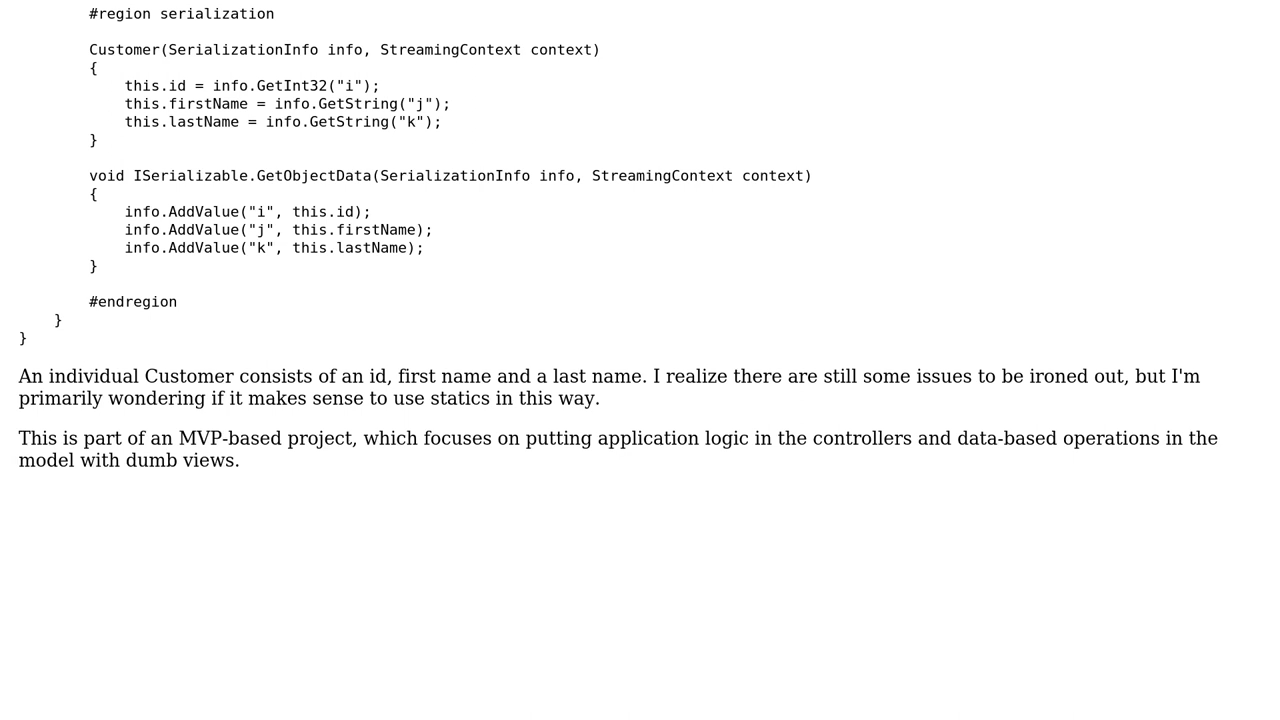 #region serialization

        Customer(SerializationInfo info, StreamingContext context)
        {
            this.id = info.GetInt32("i");
            this.firstName = info.GetString("j");
            this.lastName = info.GetString("k");
        }

        void ISerializable.GetObjectData(SerializationInfo info, StreamingContext context)
        {
            info.AddValue("i", this.id);
            info.AddValue("j", this.firstName);
            info.AddValue("k", this.lastName);
        }

        #endregion
    }
}
An individual Customer consists of an id, first name and a last name. I realize there are still some issues to be ironed out, but I'm
primarily wondering if it makes sense to use statics in this way.
This is part of an MVP-based project, which focuses on putting application logic in the controllers and data-based operations in the
model with dumb views.